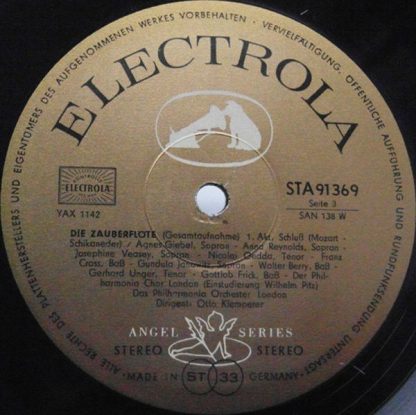 ALLE RECHTE DES PLATTENHERSTELLERS UND EIGENTÜMERS DES AUFGENOMMENEN WERKES VORBEHALTEN · VERVIELFÄLTIGUNG, ÖFFENTLICHE AUFFÜHRUNG UND RUNDFUNKSENDUNG UNTERSAGT
ELECTROLA
ELECTROLA
YAX 1142
STA 91369
Seite 3
SAN 138 W
DIE ZAUBERFLÖTE (Gesamtaufnahme) 1. Akt, Schluß (Mozart -
Schikaneder) / Agnes Giebel, Sopran - Anna Reynolds, Sopran -
Josephine Veasey, Sopran - Nicolai Gedda, Tenor - Franz
Crass, Baß - Gundula Janowitz, Sopran - Walter Berry, Baß -
Gerhard Unger, Tenor - Gottlob Frick, Baß - Der Phil-
harmonia Chor London (Einstudierung Wilhelm Pitz)
Das Philharmonia Orchester London
Dirigent: Otto Klemperer
ANGEL SERIES
STEREO STEREO
MADE IN ST 33 GERMANY